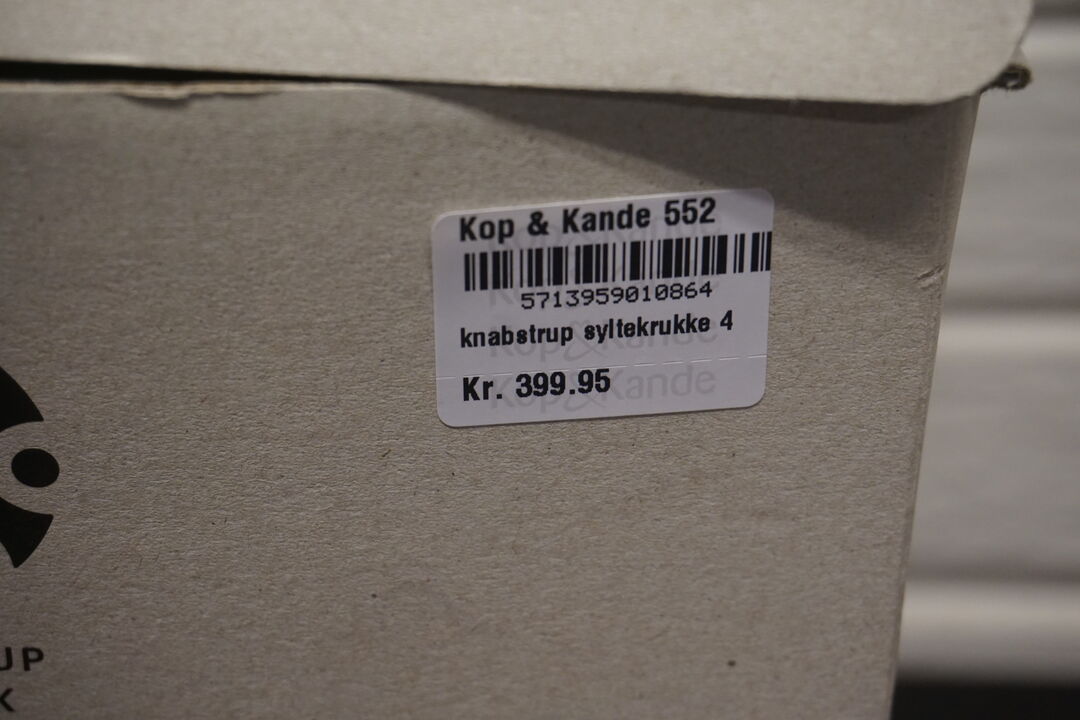 Kop & Kande 552
5713959010864
knabstrup syltekrukke 4
Kr. 399.95
UP
K